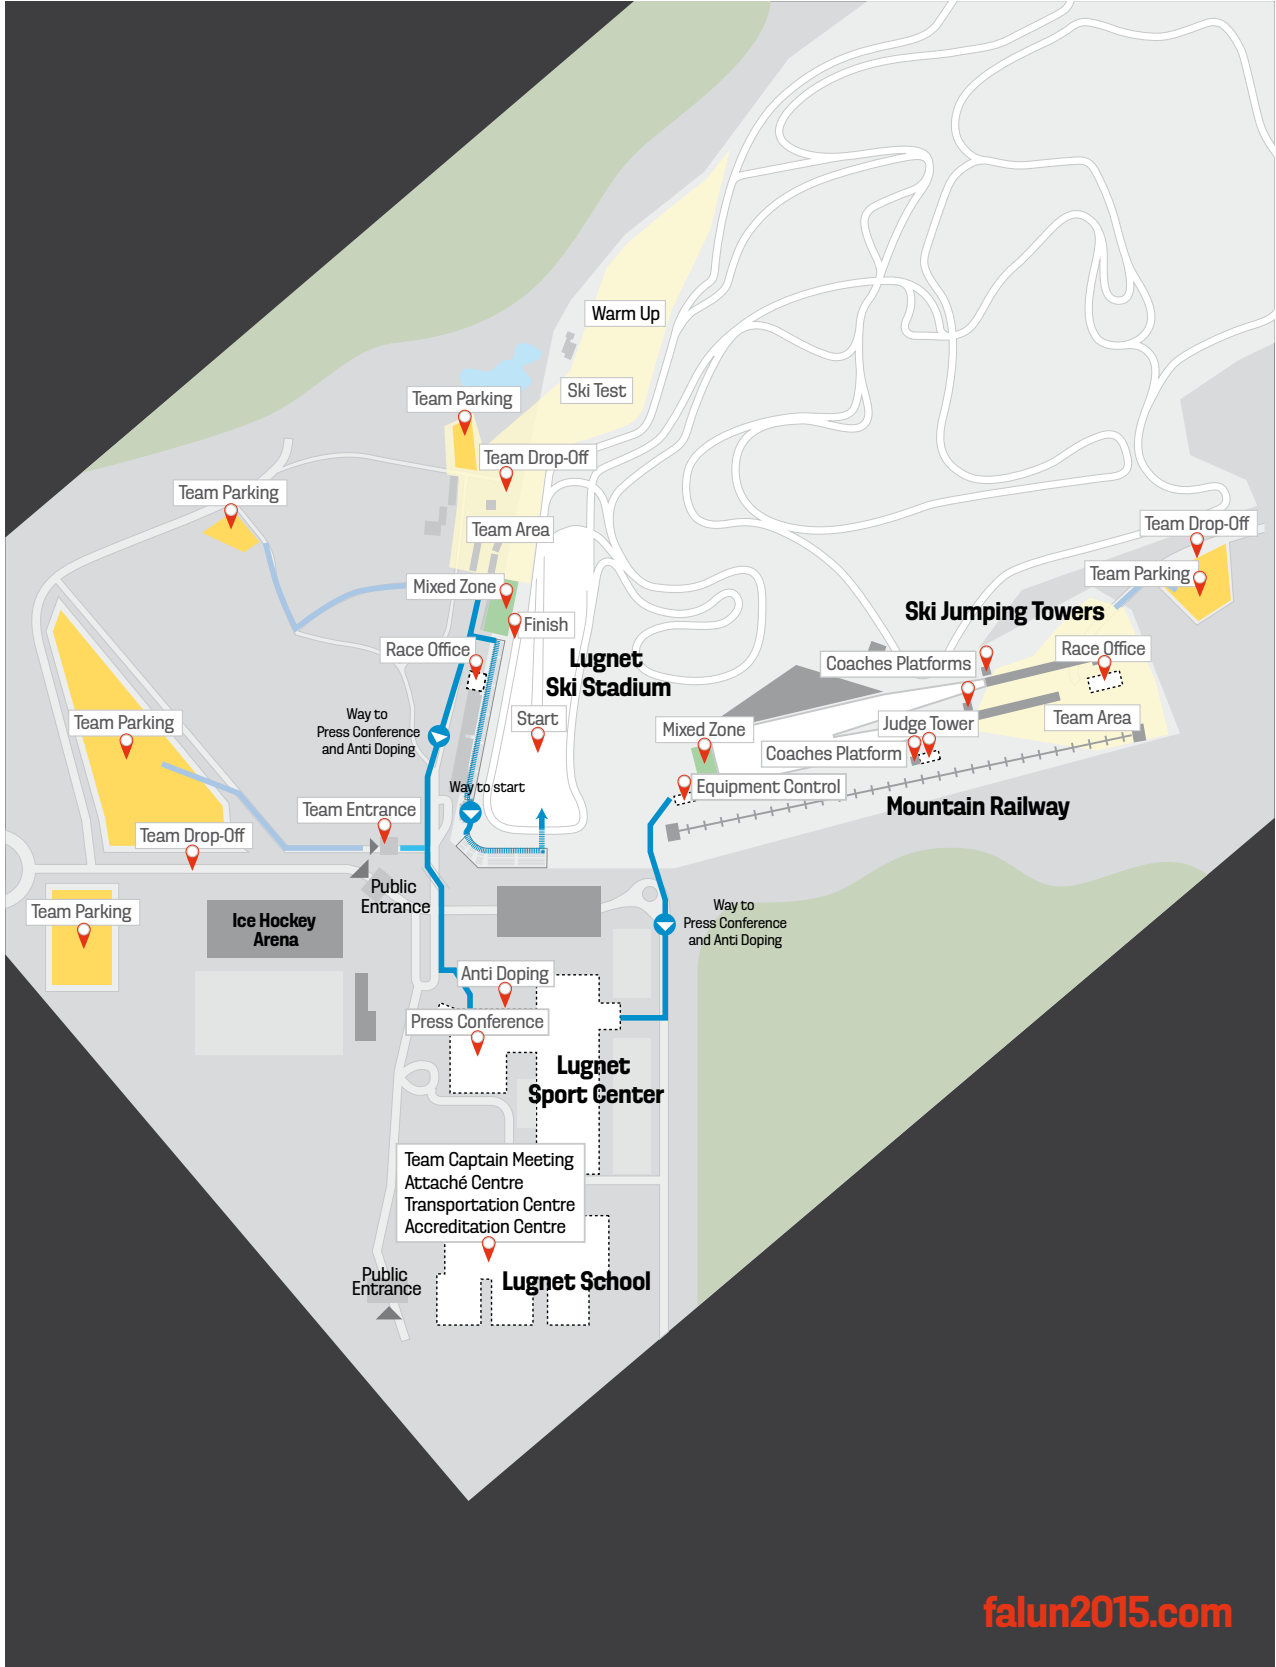 Warm Up
Ski Test
Team Parking
Team Drop-Off
Team Parking
Team Area
Team Drop-Off
Team Parking
Mixed Zone
Finish
Ski Jumping Towers
Race Office
Lugnet
Ski Stadium
Coaches Platforms
Race Office
Way to
Press Conference
and Anti Doping
Start
Team Parking
Mixed Zone
Judge Tower
Team Area
Coaches Platform
Way to start
Equipment Control
Team Entrance
Mountain Railway
Team Drop-Off
Public
Entrance
Team Parking
Ice Hockey
Arena
Way to
Press Conference
and Anti Doping
Anti Doping
Press Conference
Lugnet
Sport Center
Team Captain Meeting
Attaché Centre
Transportation Centre
Accreditation Centre
Public
Entrance
Lugnet School
falun2015.com